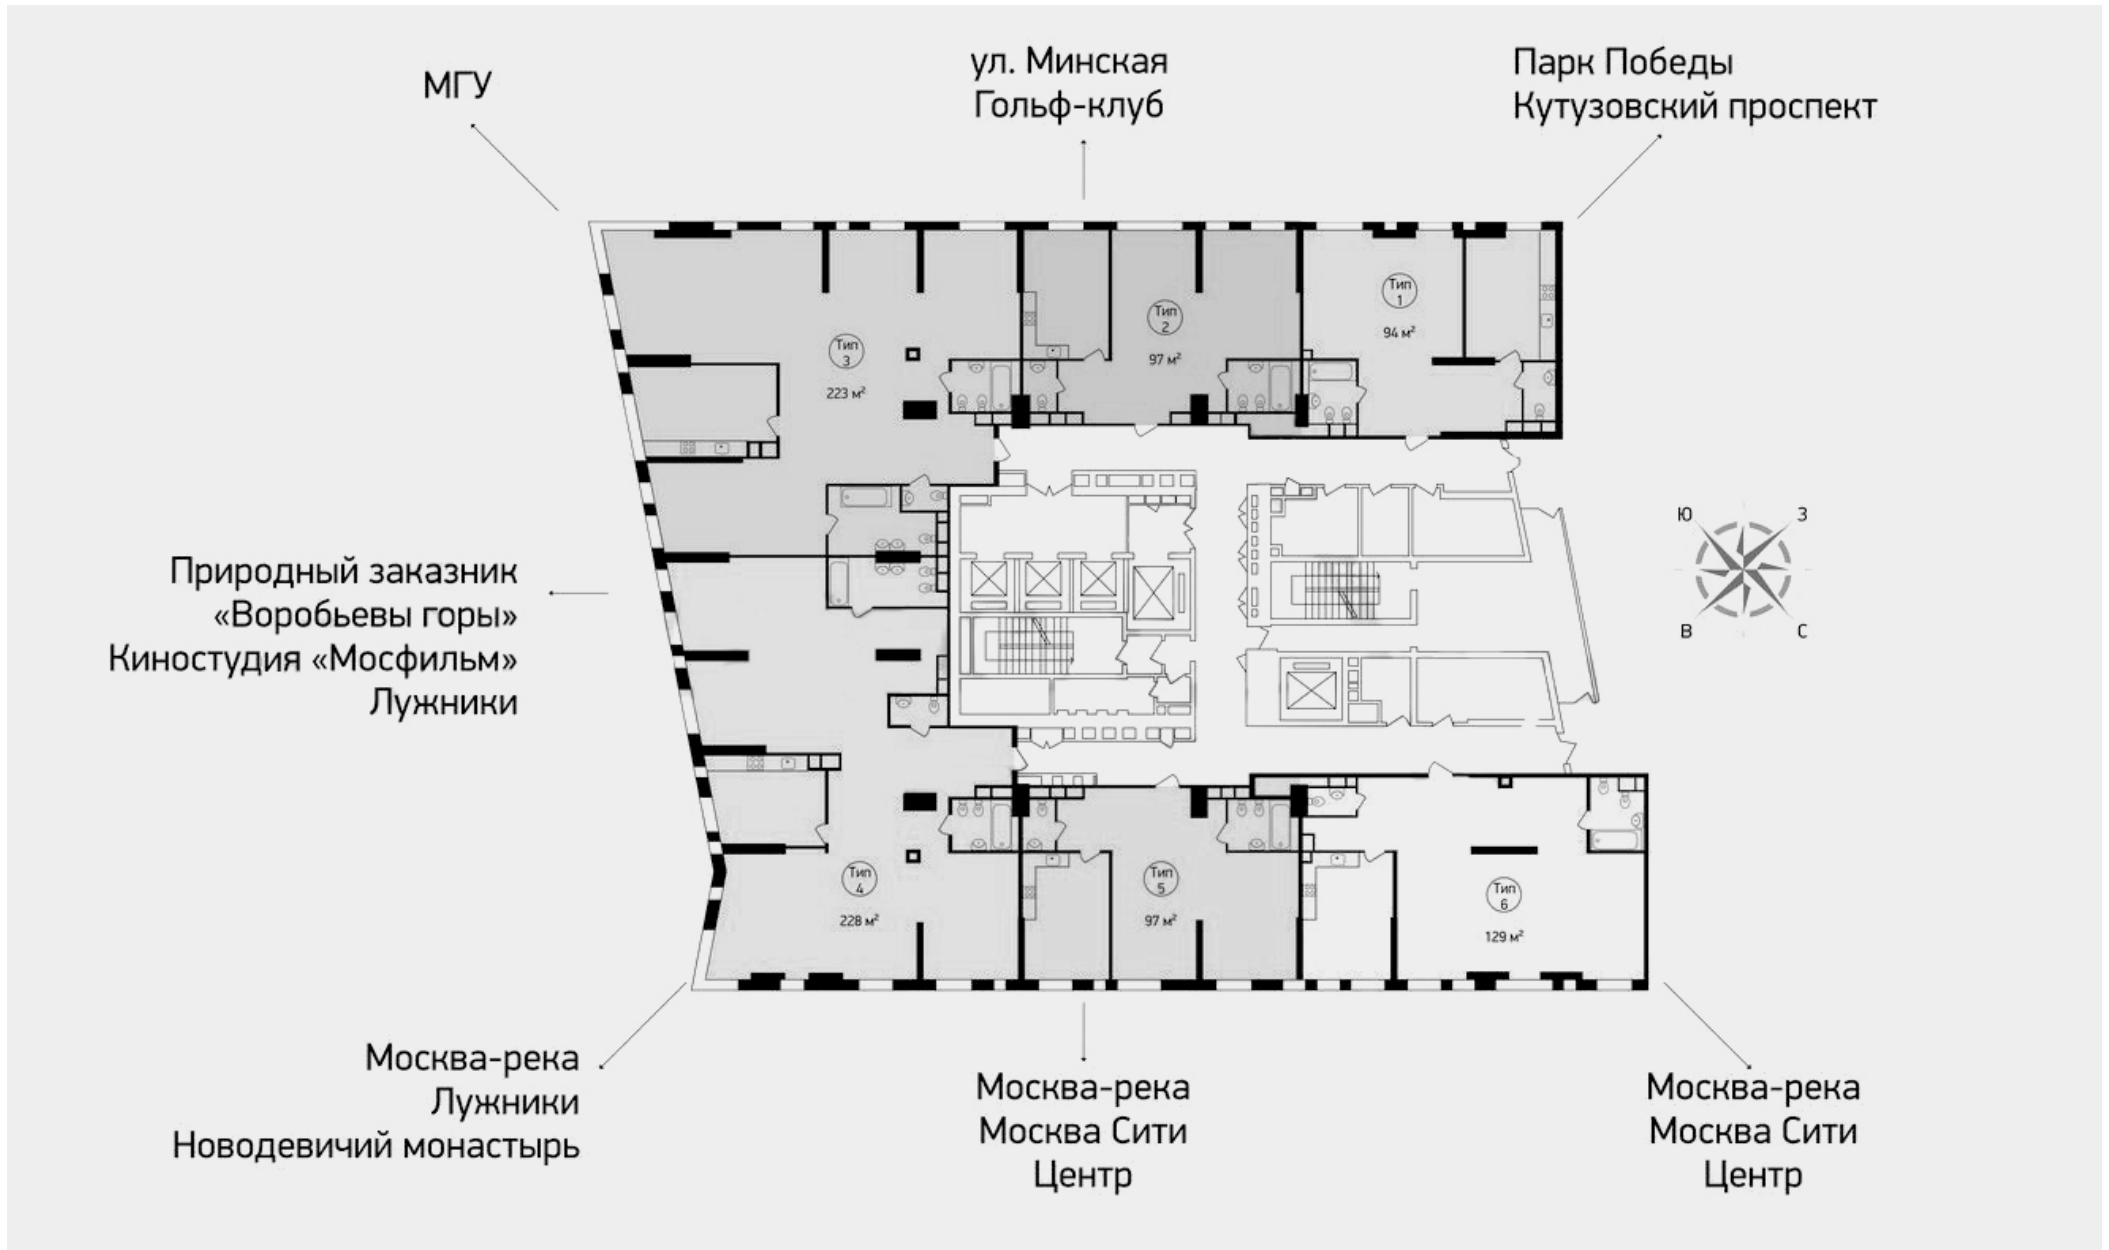 МГУ
ул. Минская
Гольф-клуб
Парк Победы
Кутузовский проспект
Тип
1
94 м²
Тип
2
97 м²
Тип
3
223 м²
Ю
З
В
С
Природный заказник
«Воробьевы горы»
Киностудия «Мосфильм»
Лужники
Тип
4
228 м²
Тип
5
97 м²
Тип
6
129 м²
Москва-река
Лужники
Новодевичий монастырь
Москва-река
Москва Сити
Центр
Москва-река
Москва Сити
Центр